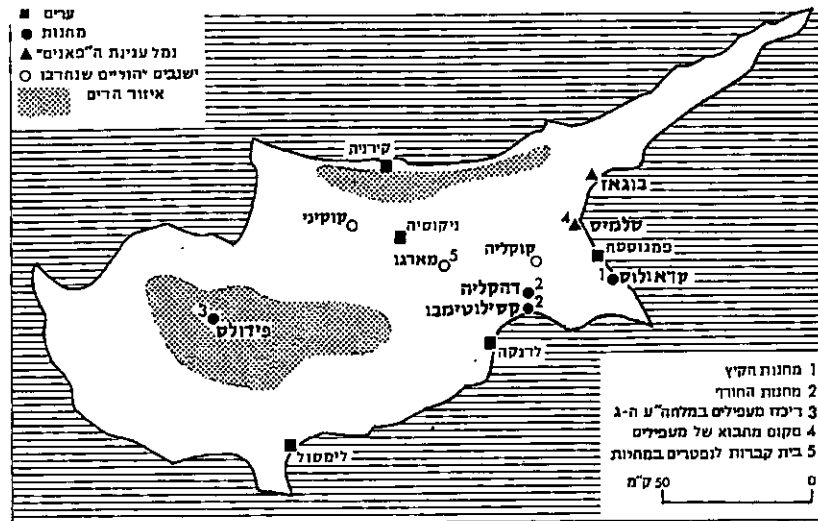 ערים
מחנות
נמל עגינת ה"פאנים"
ישובים יהודיים שנחרבו
איזור הרים
קירניה
בוגאז
קוקיני
סלמיס 4
ניקוסיה
פמגוסטה
קוקליה
מארגו 5
קראולוס 1
דהקליה 2
קסילוטימבו 2
פידולס 3
לרנקה
לימסול
1 מחנות הקיץ
2 מחנות החורף
3 ריכוז מעפילים במלחה"ע ה-ב
4 מקום מחבוא של מעפילים
5 בית קברות לנפטרים במחנות
0 50 ק"מ